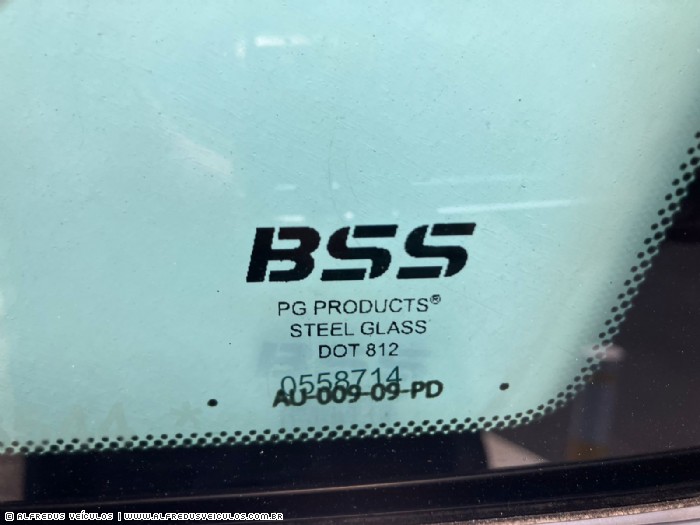 BSS
PG PRODUCTS®
STEEL GLASS
DOT 812
0558714
AU-009-09-PD
© ALFREDUS VEÍCULOS | WWW.ALFREDUSVEICULOS.COM.BR